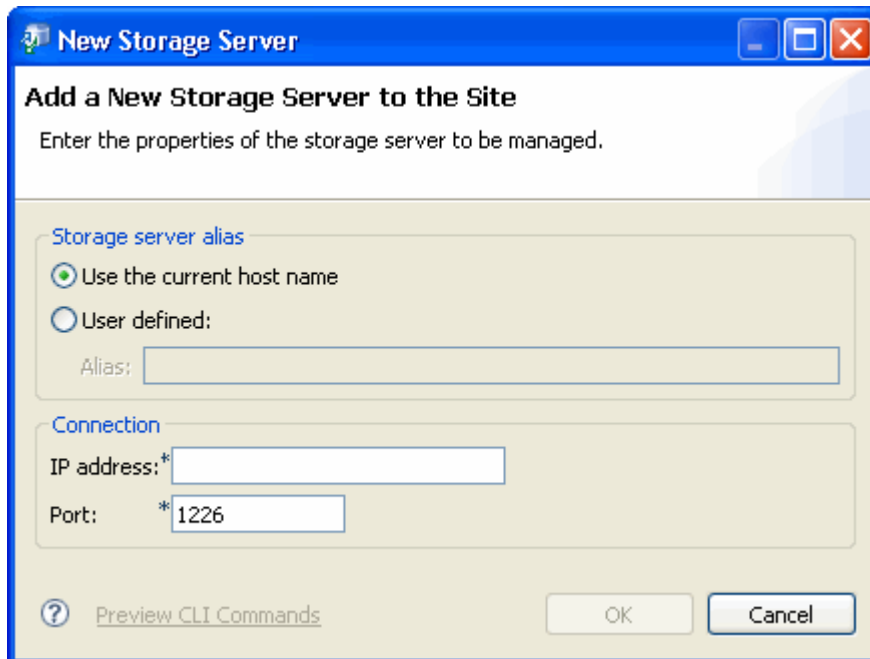 New Storage Server
Add a New Storage Server to the Site
Enter the properties of the storage server to be managed.
Storage server alias
Use the current host name
User defined:
Alias:
Connection
IP address:*
Port: *1226
? Preview CLI Commands OK Cancel